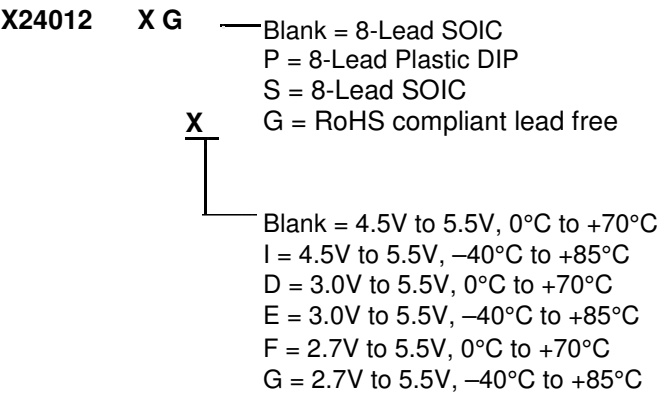 X24012 X G Blank = 8-Lead SOIC
P = 8-Lead Plastic DIP
S = 8-Lead SOIC
X G = RoHS compliant lead free
Blank = 4.5V to 5.5V, 0°C to +70°C
I = 4.5V to 5.5V, –40°C to +85°C
D = 3.0V to 5.5V, 0°C to +70°C
E = 3.0V to 5.5V, –40°C to +85°C
F = 2.7V to 5.5V, 0°C to +70°C
G = 2.7V to 5.5V, –40°C to +85°C